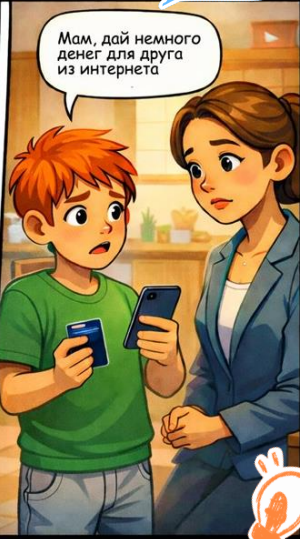 Мам, дай немного
денег для друга
из интернета